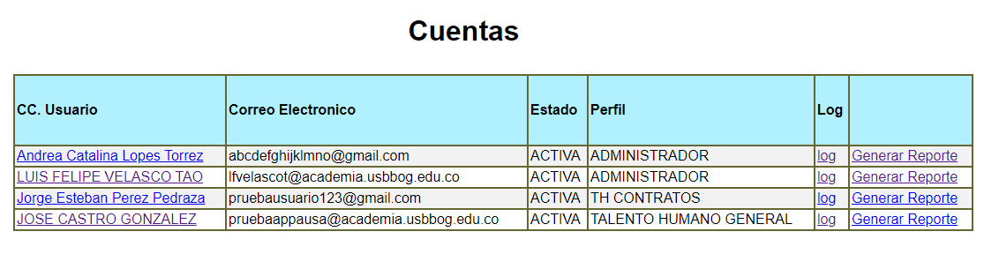 Cuentas
CC. Usuario Correo Electronico Estado Perfil Log
Andrea Catalina Lopes Torrez abcdefghijklmno@gmail.com ACTIVA ADMINISTRADOR log Generar Reporte
LUIS FELIPE VELASCO TAO lfvelascot@academia.usbbog.edu.co ACTIVA ADMINISTRADOR log Generar Reporte
Jorge Esteban Perez Pedraza pruebausuario123@gmail.com ACTIVA TH CONTRATOS log Generar Reporte
JOSE CASTRO GONZALEZ pruebaappausa@academia.usbbog.edu.co ACTIVA TALENTO HUMANO GENERAL log Generar Reporte